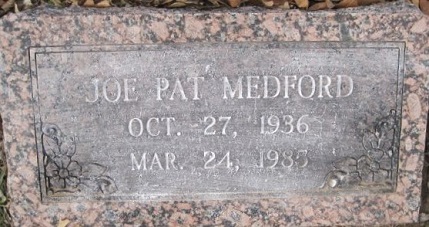 JOE PAT MEDFORD
OCT. 27, 1936
MAR. 24, 1985